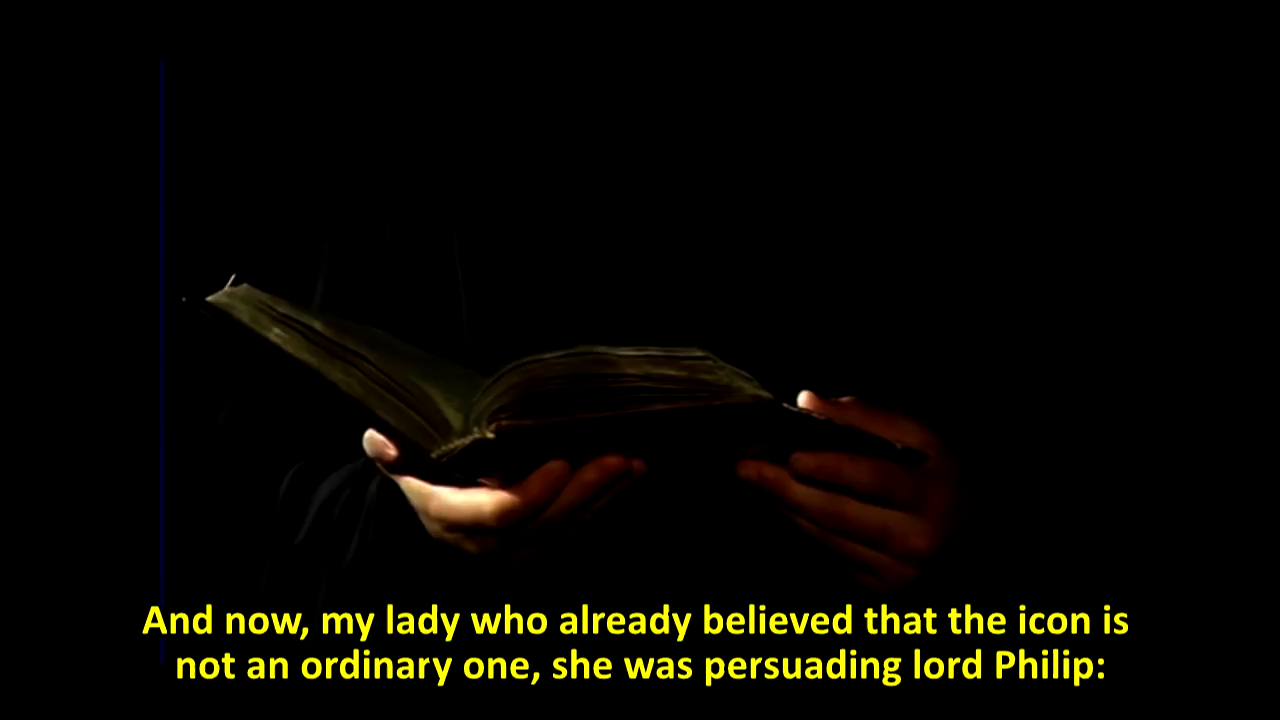 And now, my lady who already believed that the icon is
not an ordinary one, she was persuading lord Philip: